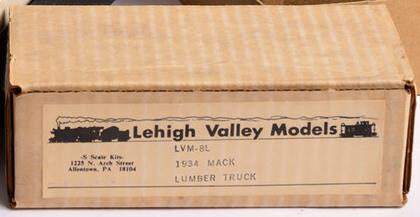 Lehigh Valley Models
-S Scale Kits-
1225 N. Arch Street
Allentown, PA 18104
LVM-8L
1934 MACK
LUMBER TRUCK